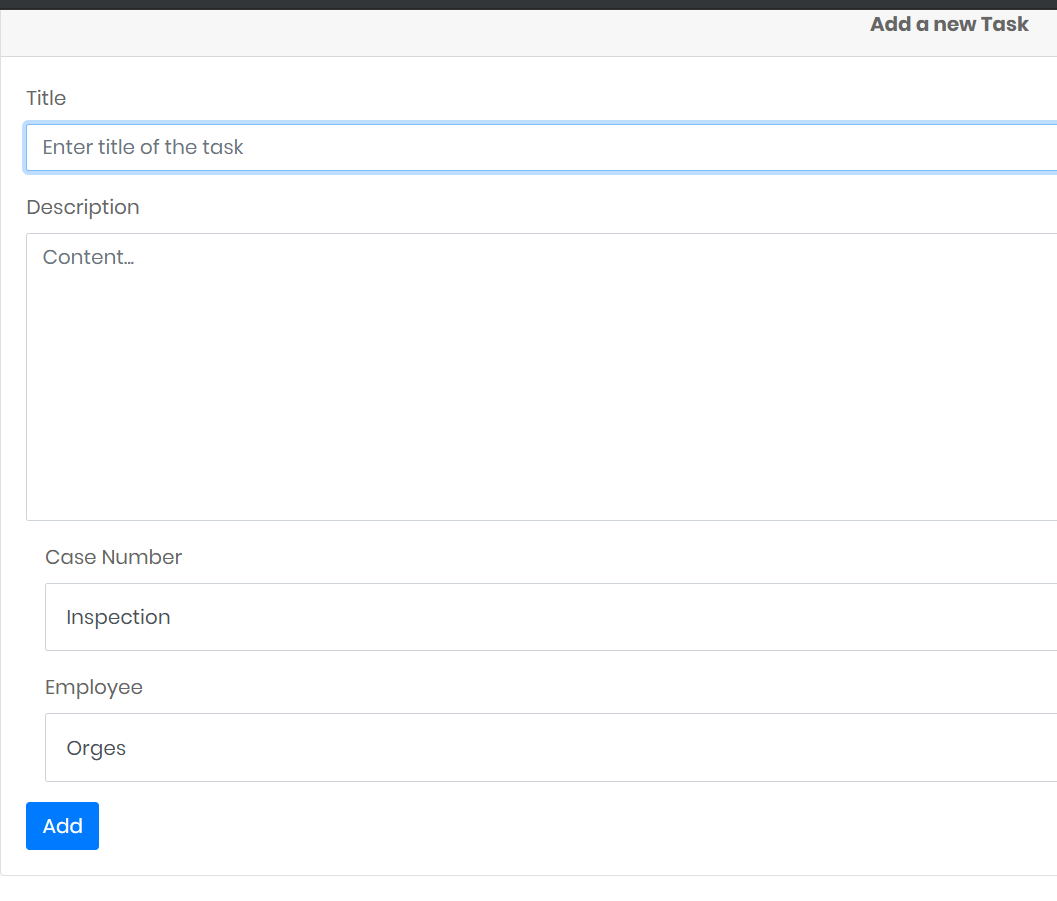 Add a new Task
Title
Enter title of the task
Description
Content...
Case Number
Inspection
Employee
Orges
Add